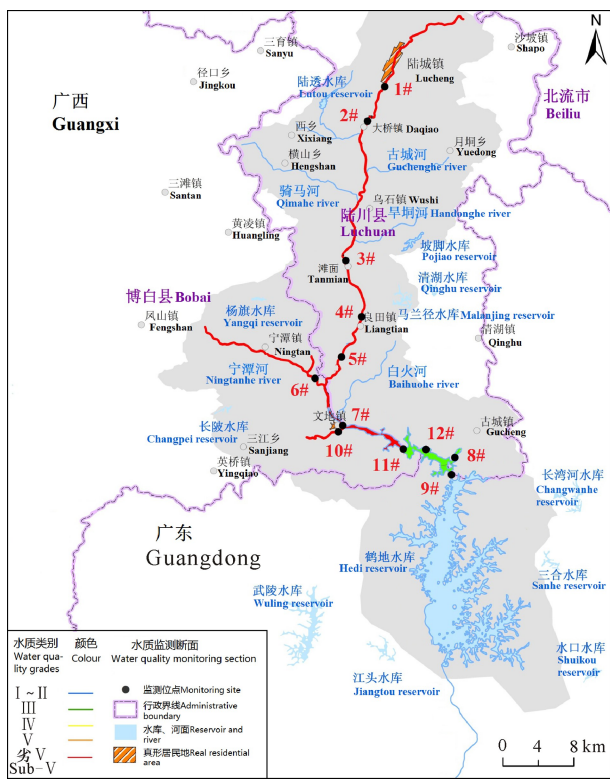 N
三育镇
Sanyu
沙坡镇
Shapo
陆城镇
Lucheng
径口乡
Jingkou
陆透水库
Lutou reservoir
1#
北流市
Beiliu
广西
Guangxi
2#
大桥镇 Daqiao
西乡
Xixiang
月垌乡
Yuedong
横山乡
Hengshan
古城河
Guchenghe river
三滩镇
Santan
骑马河
Qimahe river
乌石镇 Wushi
旱垌河 Handonghe river
陆川县
Luchuan
黄凌镇
Huangling
坡脚水库
Pojiao reservoir
3#
滩面
Tanmian
清湖水库
Qinghu reservoir
博白县 Bobai
杨旗水库
Yangqi reservoir
4#
马兰径水库 Malanjing reservoir
风山镇
Fengshan
良田镇
Liangtian
清湖镇
Qinghu
宁潭镇
Ningtan
5#
宁潭河
Ningtanhe river
6#
白火河
Baihuohe river
长陂水库
Changpei reservoir
文地镇
7#
古城镇
Gucheng
三江乡
Sanjiang
10#
12#
11#
8#
英桥镇
Yingqiao
9#
长湾河水库
Changwanhe
reservoir
广东
Guangdong
鹤地水库
Hedi reservoir
三合水库
Sanhe reservoir
武陵水库
Wuling reservoir
水口水库
Shuikou
reservoir
江头水库
Jiangtou reservoir
水质类别
Water qua-
lity grades
颜色
Colour
水质监测断面
Water quality monitoring section
I ~ II
III
IV
V
劣 V
Sub-V
监测位点Monitoring site
行政界线Administrative
boundary
水库、河面Reservoir and
river
真形居民地Real residential
area
0 4 8 km